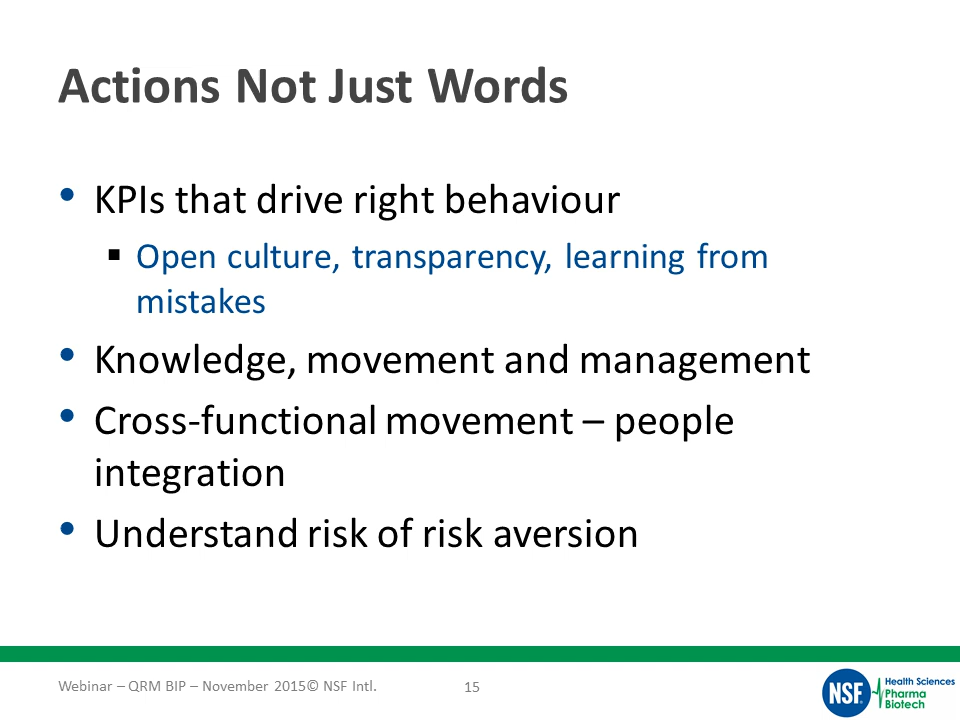 Actions Not Just Words
• KPIs that drive right behaviour
▪ Open culture, transparency, learning from
mistakes
• Knowledge, movement and management
• Cross-functional movement – people
integration
• Understand risk of risk aversion
Webinar – QRM BIP – November 2015© NSF Intl.
15
NSF
Health Sciences
Pharma
Biotech